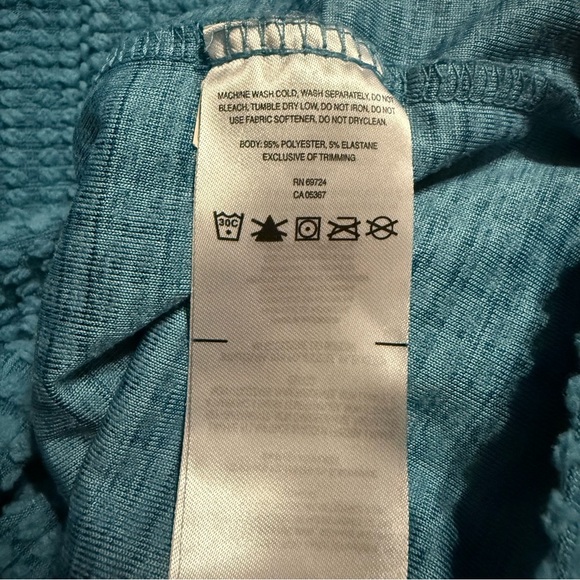 MACHINE WASH COLD, WASH SEPARATELY, DO NOT
BLEACH, TUMBLE DRY LOW, DO NOT IRON, DO NOT
USE FABRIC SOFTENER, DO NOT DRYCLEAN.
BODY: 95% POLYESTER, 5% ELASTANE
EXCLUSIVE OF TRIMMING
RN 69724
CA 05367
30C